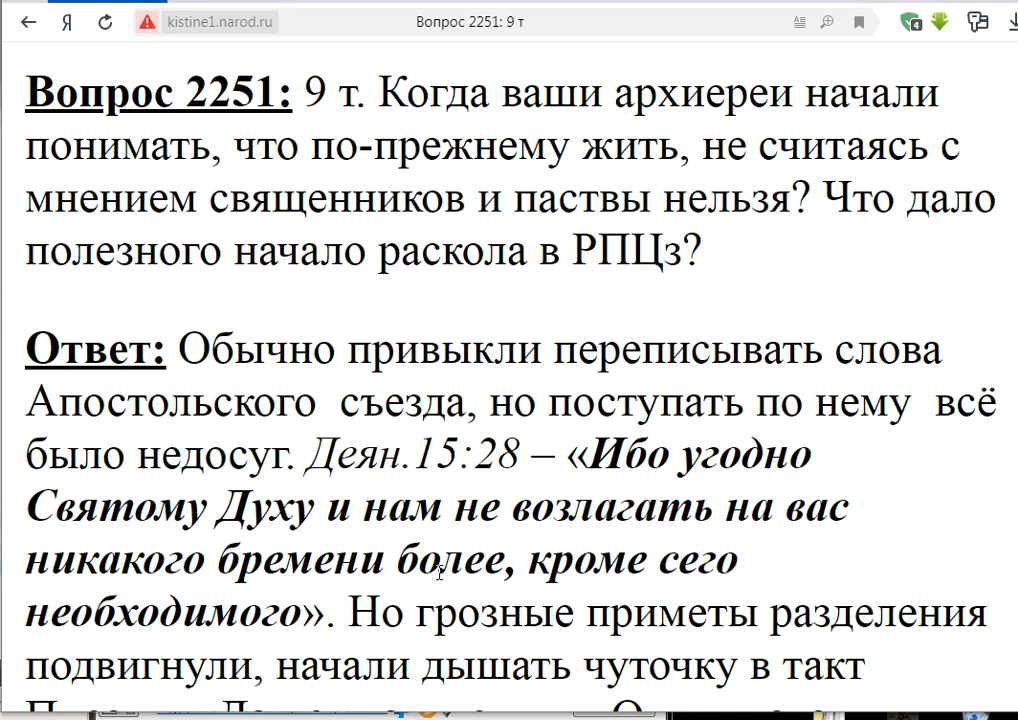 Я
kistine1.narod.ru
Вопрос 2251: 9 т
4
Вопрос 2251: 9 т. Когда ваши архиереи начали
понимать, что по-прежнему жить, не считаясь с
мнением священников и паствы нельзя? Что дало
полезного начало раскола в РПЦз?
Ответ: Обычно привыкли переписывать слова
Апостольского съезда, но поступать по нему всё
было недосуг. Деян.15:28 – «Ибо угодно
Святому Духу и нам не возлагать на вас
никакого бремени более, кроме сего
необходимого». Но грозные приметы разделения
подвигнули, начали дышать чуточку в такт